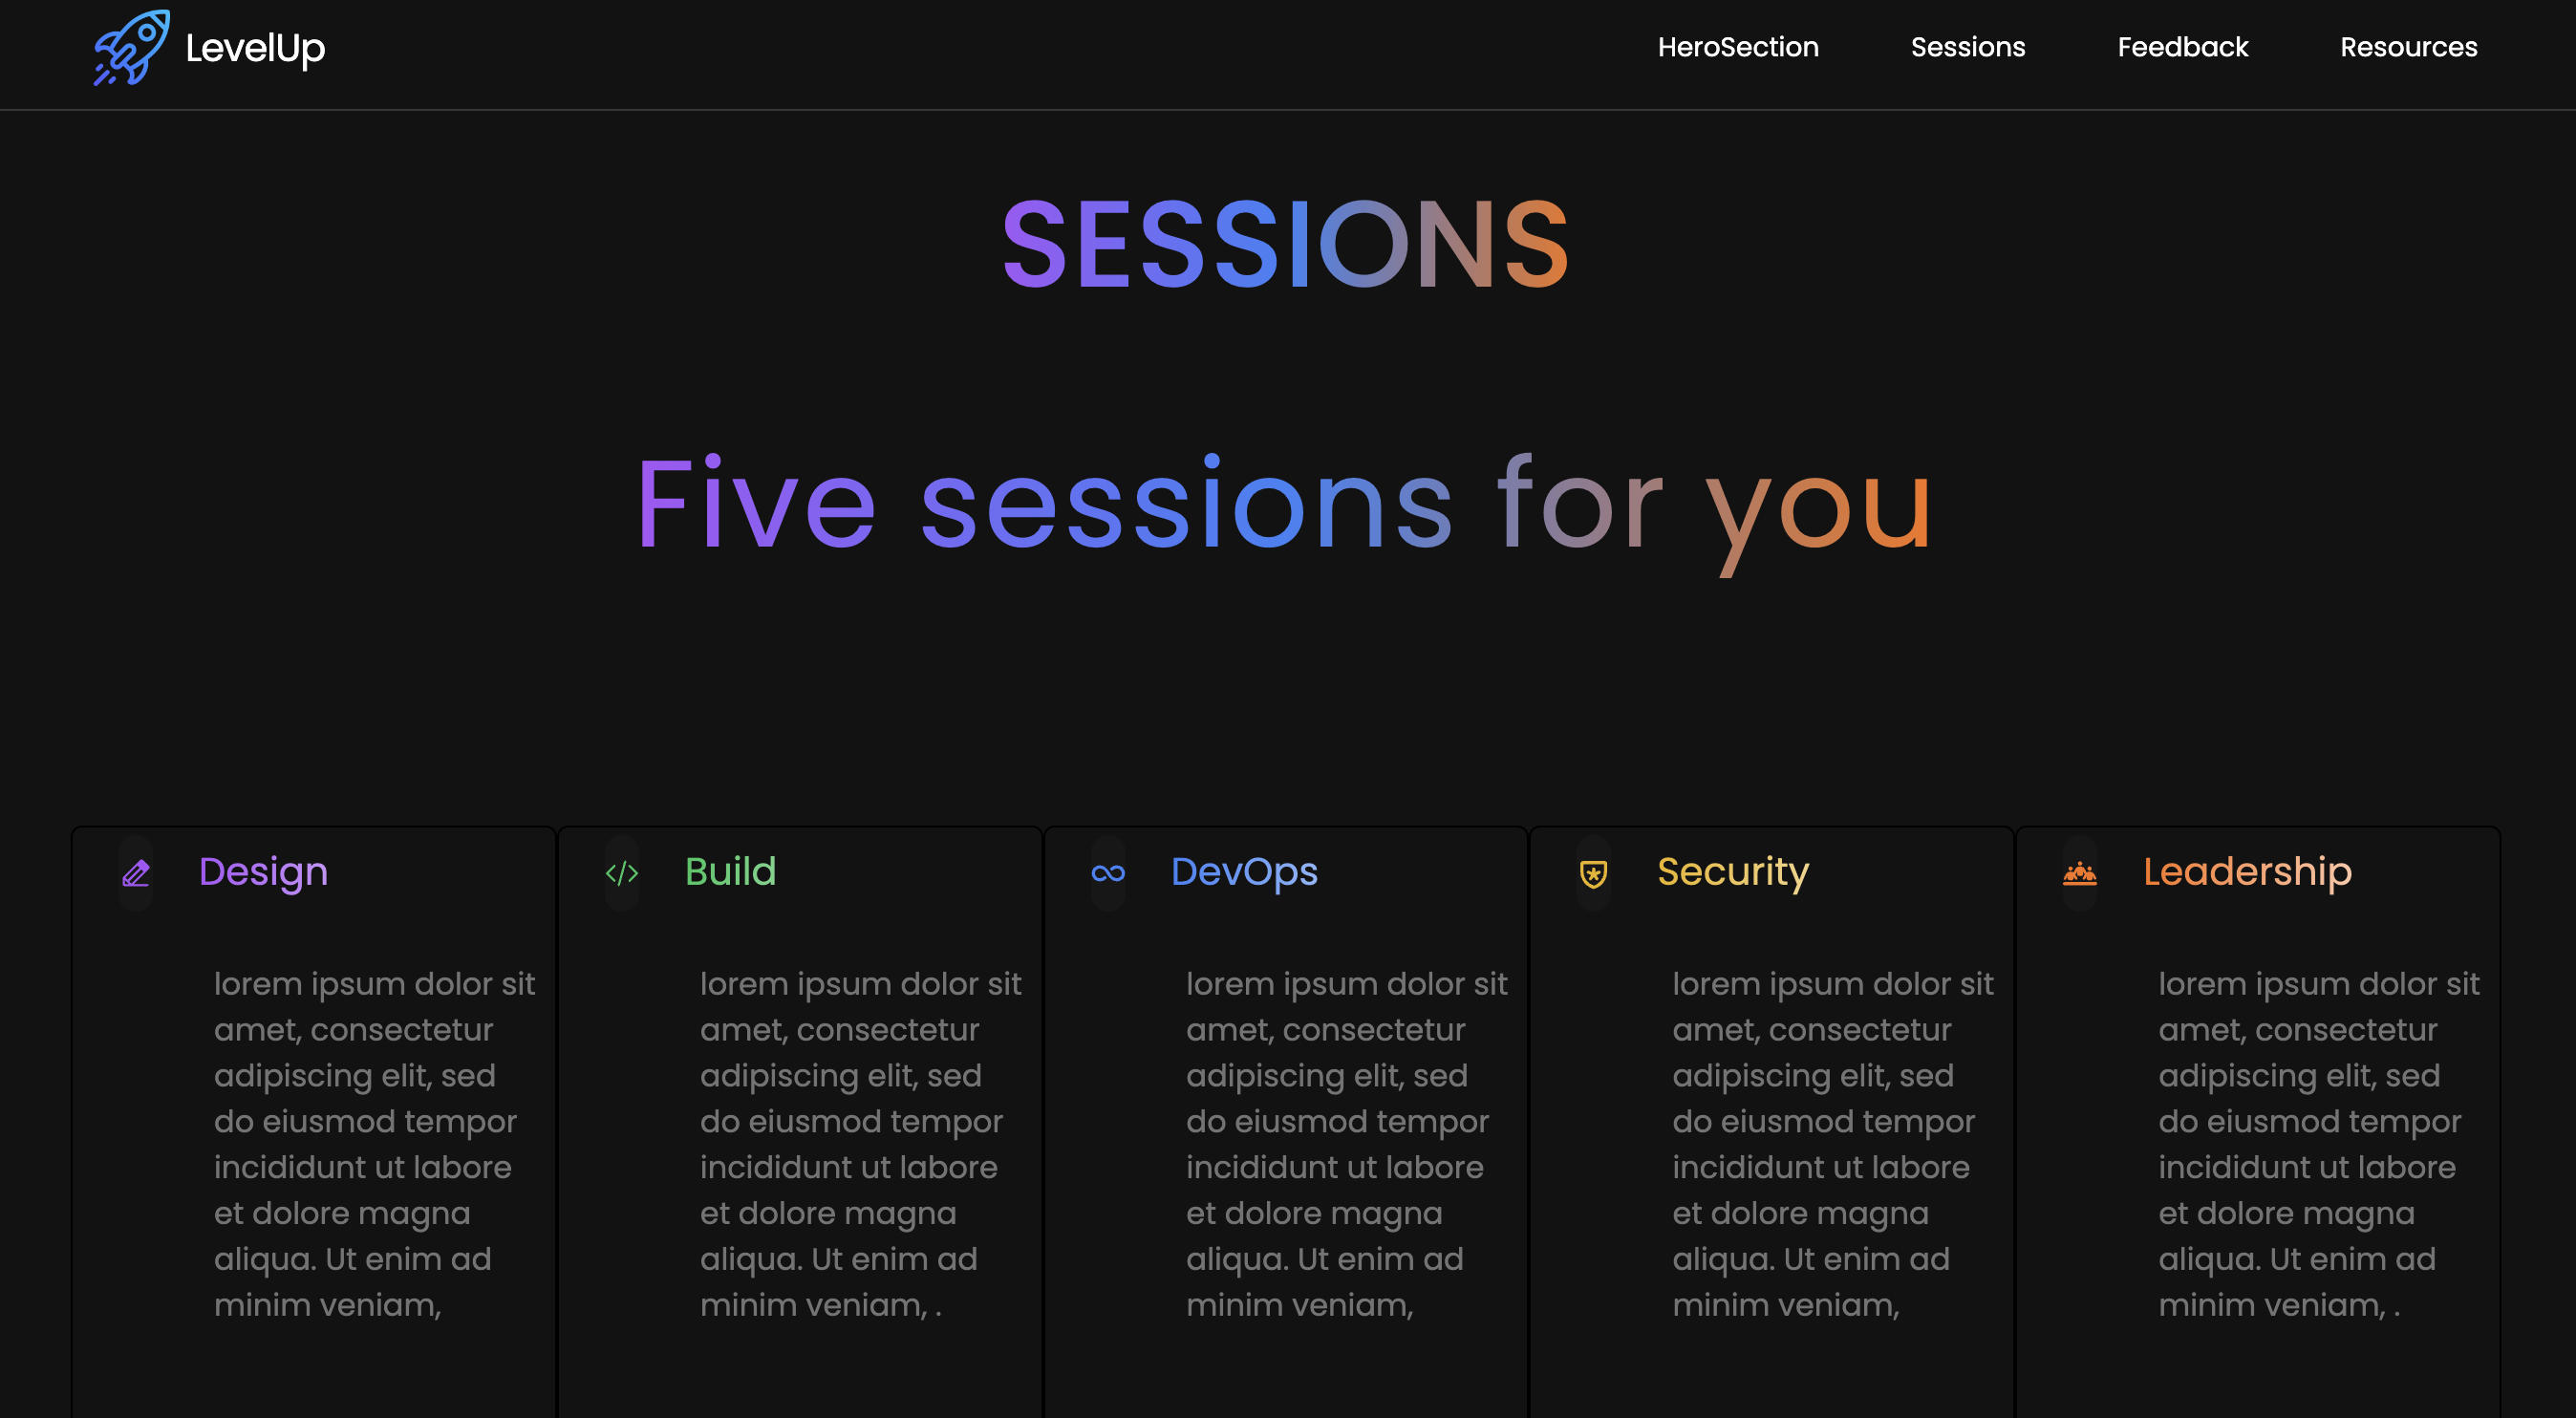 LevelUp
HeroSection
Sessions
Feedback
Resources
SESSIONS
Five sessions for you
Design
lorem ipsum dolor sit
amet, consectetur
adipiscing elit, sed
do eiusmod tempor
incididunt ut labore
et dolore magna
aliqua. Ut enim ad
minim veniam,
Build
lorem ipsum dolor sit
amet, consectetur
adipiscing elit, sed
do eiusmod tempor
incididunt ut labore
et dolore magna
aliqua. Ut enim ad
minim veniam, .
DevOps
lorem ipsum dolor sit
amet, consectetur
adipiscing elit, sed
do eiusmod tempor
incididunt ut labore
et dolore magna
aliqua. Ut enim ad
minim veniam,
Security
lorem ipsum dolor sit
amet, consectetur
adipiscing elit, sed
do eiusmod tempor
incididunt ut labore
et dolore magna
aliqua. Ut enim ad
minim veniam,
Leadership
lorem ipsum dolor sit
amet, consectetur
adipiscing elit, sed
do eiusmod tempor
incididunt ut labore
et dolore magna
aliqua. Ut enim ad
minim veniam, .